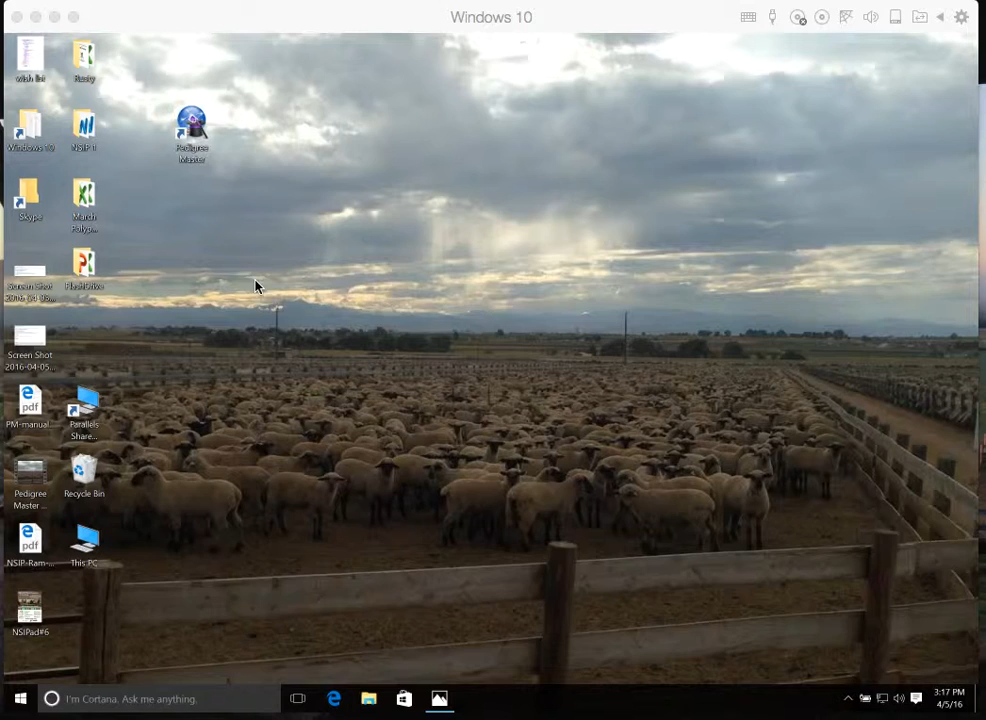 Windows 10
wish list
Rusty
Windows 10
NSIP 1
Pedigree
Master
Skype
March
Polyp...
Screen Shot
2016-04-05...
FlashDrive
Screen Shot
2016-04-05...
PM-manual
Parallels
Share...
Pedigree
Master ...
Recycle Bin
NSIP-Ram-...
This PC
NSIPad#6
I'm Cortana. Ask me anything.
3:17 PM
4/5/16